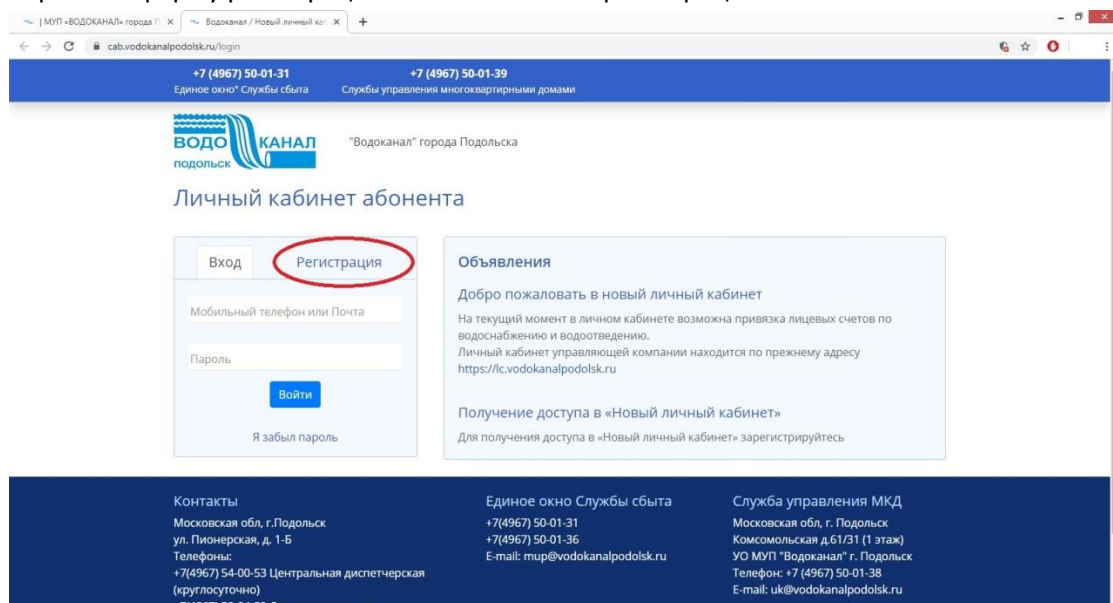 | МУП «ВОДОКАНАЛ» города П
Водоканал / Новый личный каб
cab.vodokanalpodolsk.ru/login
+7 (4967) 50-01-31
+7 (4967) 50-01-39
Единое окно" Службы сбыта
Службы управления многоквартирными домами
ВОДО КАНАЛ
ПОДОЛЬСК
"Водоканал" города Подольска
Личный кабинет абонента
Вход
Регистрация
Мобильный телефон или Почта
Пароль
Войти
Я забыл пароль
Объявления
Добро пожаловать в новый личный кабинет
На текущий момент в личном кабинете возможна привязка лицевых счетов по
водоснабжению и водоотведению.
Личный кабинет управляющей компании находится по прежнему адресу
https://lc.vodokanalpodolsk.ru
Получение доступа в «Новый личный кабинет»
Для получения доступа в «Новый личный кабинет» зарегистрируйтесь
Контакты
Московская обл, г.Подольск
ул. Пионерская, д. 1-Б
Телефоны:
+7(4967) 54-00-53 Центральная диспетчерская
(круглосуточно)
Единое окно Службы сбыта
+7(4967) 50-01-31
+7(4967) 50-01-36
E-mail: mup@vodokanalpodolsk.ru
Служба управления МКД
Московская обл, г. Подольск
Комсомольская д.61/31 (1 этаж)
УО МУП "Водоканал" г. Подольск
Телефон: +7 (4967) 50-01-38
E-mail: uk@vodokanalpodolsk.ru